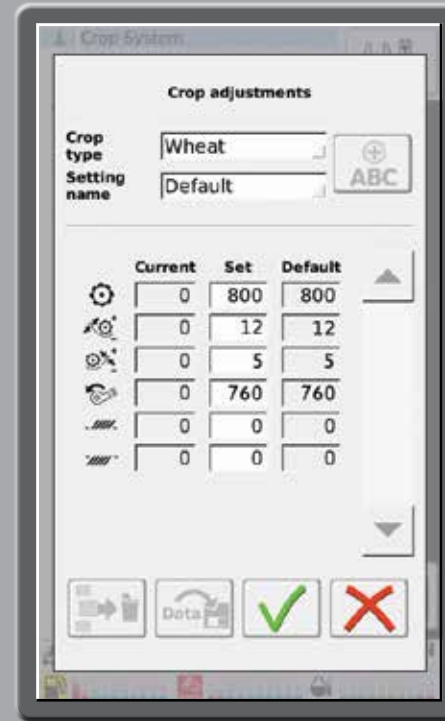 Crop System
Crop adjustments
Crop type Wheat
Setting name Default
ABC
Current Set Default
0 800 800
0 12 12
0 5 5
0 760 760
0 0 0
0 0 0
Data